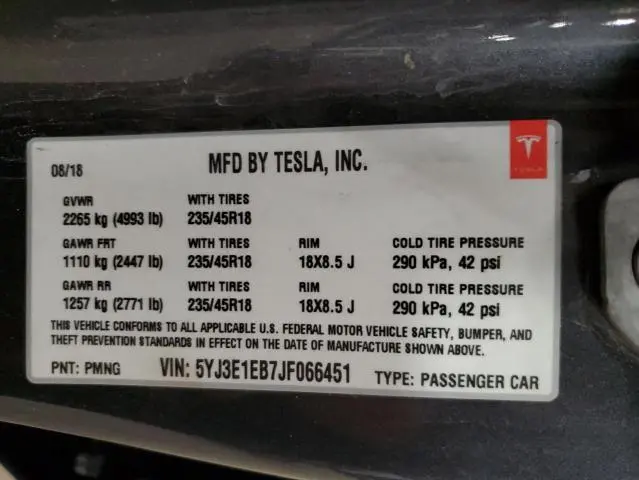 08/18 MFD BY TESLA, INC.
TESLA
GVWR WITH TIRES
2265 kg (4993 lb) 235/45R18
GAWR FRT WITH TIRES RIM COLD TIRE PRESSURE
1110 kg (2447 lb) 235/45R18 18X8.5 J 290 kPa, 42 psi
GAWR RR WITH TIRES RIM COLD TIRE PRESSURE
1257 kg (2771 lb) 235/45R18 18X8.5 J 290 kPa, 42 psi
THIS VEHICLE CONFORMS TO ALL APPLICABLE U.S. FEDERAL MOTOR VEHICLE SAFETY, BUMPER, AND
THEFT PREVENTION STANDARDS IN EFFECT ON THE DATE OF MANUFACTURE SHOWN ABOVE.
PNT: PMNG VIN: 5YJ3E1EB7JF066451 TYPE: PASSENGER CAR